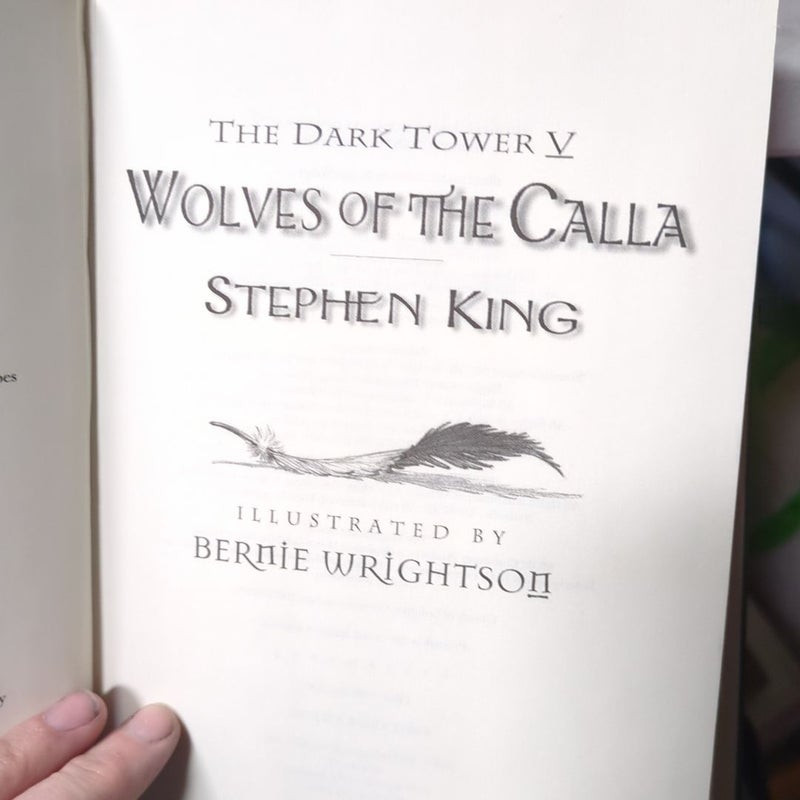 THE DARK TOWER V
WOLVES OF THE CALLA
STEPHEN KING
ILLUSTRATED BY
BERNIE WRIGHTSON